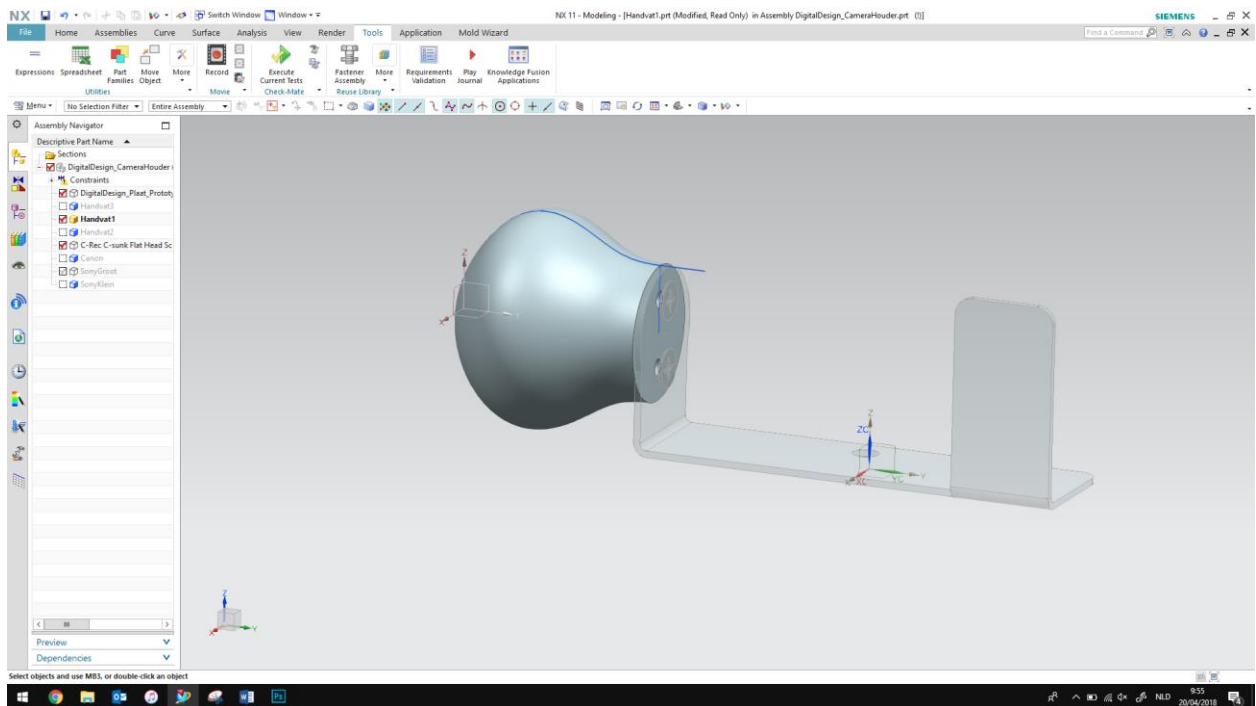 NX Switch Window Window NX 11 - Modeling - [Handvat1.prt (Modified, Read Only) in Assembly DigitalDesign_CameraHouder.prt (!)] SIEMENS
File Home Assemblies Curve Surface Analysis View Render Tools Application Mold Wizard Find a Command
Expressions Spreadsheet Part Families Move Object More Record Execute Current Tests Fastener Assembly More Requirements Validation Play Journal Knowledge Fusion Applications
Utilities Movie Check-Mate Reuse Library
Menu No Selection Filter Entire Assembly
Assembly Navigator
Descriptive Part Name
Sections
DigitalDesign_CameraHouder
Constraints
DigitalDesign_Plaat_Prototy
Handvat3
Handvat1
Handvat2
C-Rec C-sunk Flat Head Sc
Canon
SonyGroot
SonyKlein
Z
X
Z
ZC
Y
YC
XC
X
Z
X
Y
Preview
Dependencies
Select objects and use MB3, or double-click an object
NLD 9:55
20/04/2018